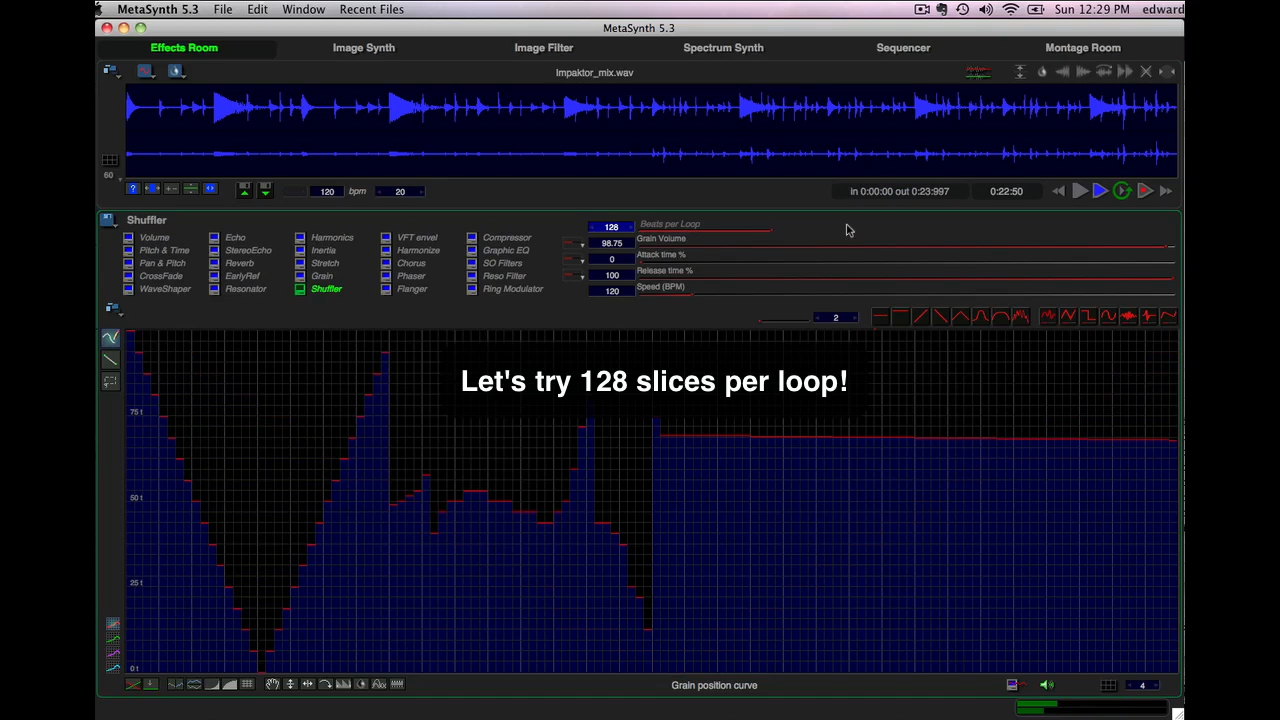 MetaSynth 5.3 File Edit Window Recent Files Sun 12:29 PM edward
MetaSynth 5.3
Effects Room Image Synth Image Filter Spectrum Synth Sequencer Montage Room
Impaktor_mix.wav
60
120 bpm 20 in 0:00:00 out 0:23:997 0:22:50
Shuffler
128 Beats per Loop
98.75 Grain Volume
0 Attack time %
100 Release time %
120 Speed (BPM)
Volume Echo Harmonics VFT envel Compressor
Pitch & Time StereoEcho Inertia Harmonize Graphic EQ
Pan & Pitch Reverb Stretch Chorus SO Filters
CrossFade EarlyRef Grain Phaser Reso Filter
WaveShaper Resonator Shuffler Flanger Ring Modulator
2
Let's try 128 slices per loop!
75 t
50 t
25 t
0 t
Grain position curve 4